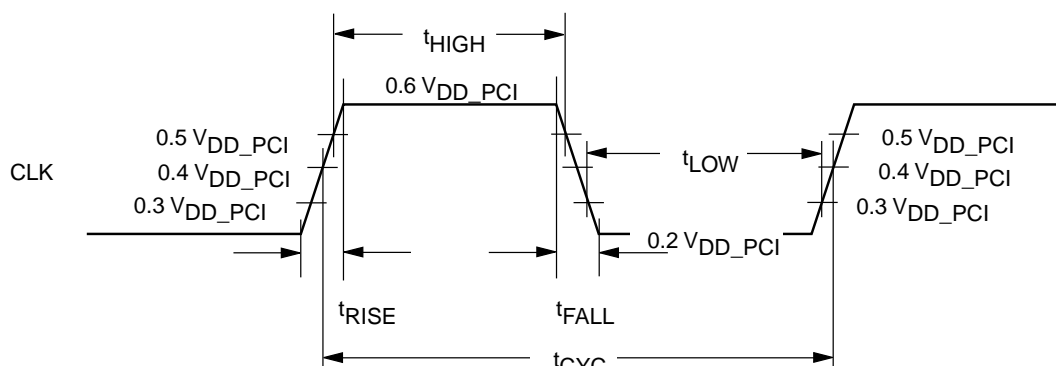 tHIGH
0.6 VDD_PCI
0.5 VDD_PCI
0.4 VDD_PCI
0.3 VDD_PCI
CLK
tLOW
0.5 VDD_PCI
0.4 VDD_PCI
0.3 VDD_PCI
0.2 VDD_PCI
tRISE
tFALL
tCYC